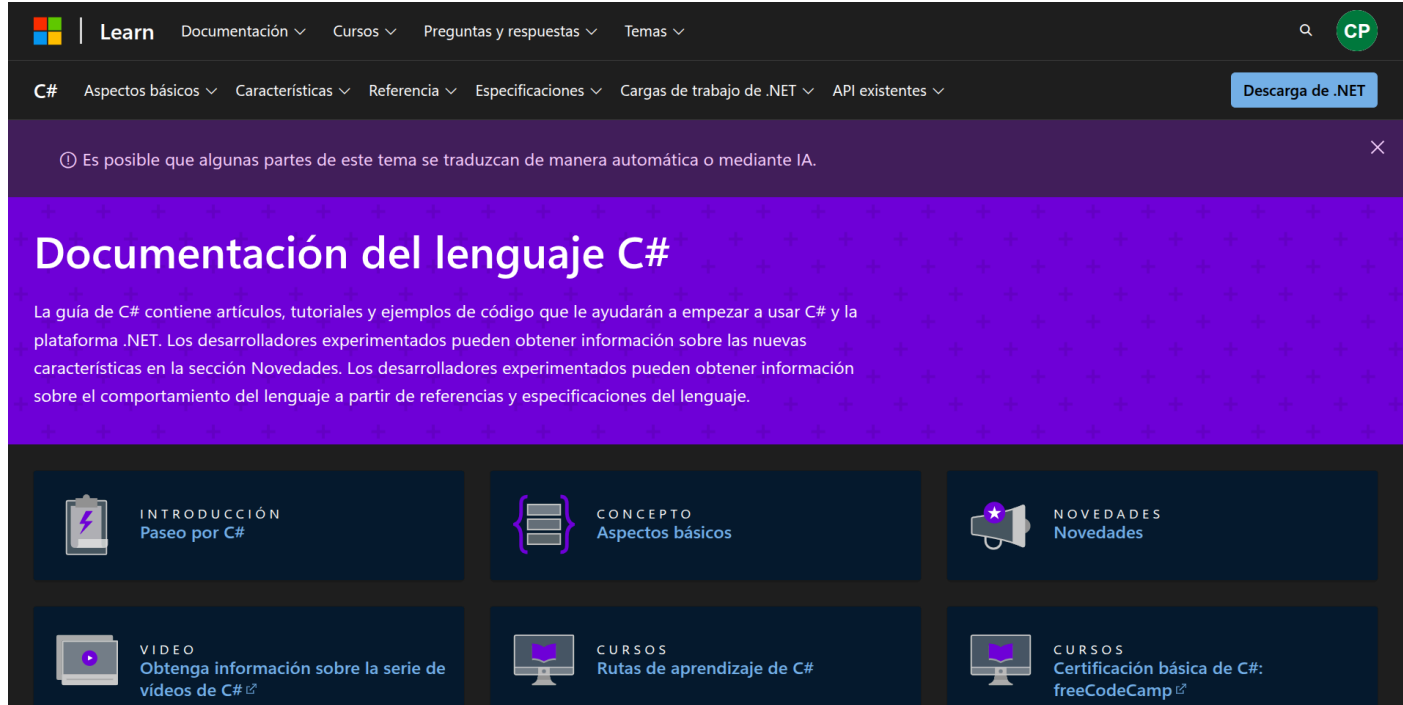 Learn Documentación Cursos Preguntas y respuestas Temas CP
C# Aspectos básicos Características Referencia Especificaciones Cargas de trabajo de .NET API existentes Descarga de .NET
Es posible que algunas partes de este tema se traduzcan de manera automática o mediante IA.
Documentación del lenguaje C#
La guía de C# contiene artículos, tutoriales y ejemplos de código que le ayudarán a empezar a usar C# y la
plataforma .NET. Los desarrolladores experimentados pueden obtener información sobre las nuevas
características en la sección Novedades. Los desarrolladores experimentados pueden obtener información
sobre el comportamiento del lenguaje a partir de referencias y especificaciones del lenguaje.
INTRODUCCIÓN
Paseo por C#
CONCEPTO
Aspectos básicos
NOVEDADES
Novedades
VIDEO
Obtenga información sobre la serie de
vídeos de C#
CURSOS
Rutas de aprendizaje de C#
CURSOS
Certificación básica de C#:
freeCodeCamp